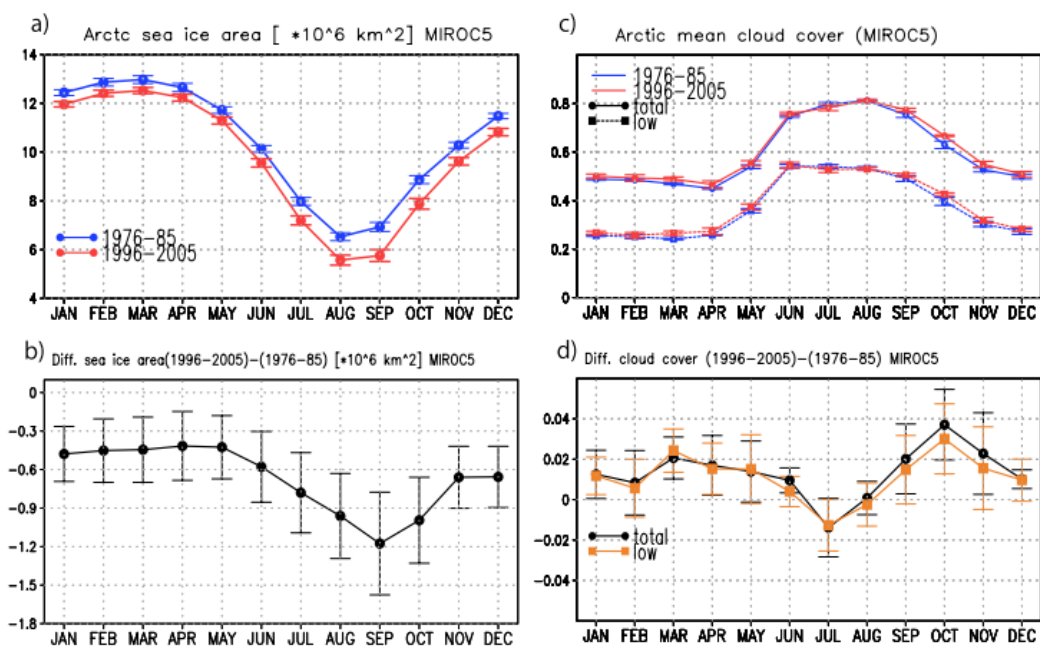 a)
Arctc sea ice area [ *10^6 km^2] MIROC5
14
12
10
8
6
4
1976-85
1996-2005
JAN FEB MAR APR MAY JUN JUL AUG SEP OCT NOV DEC
c)
Arctic mean cloud cover (MIROC5)
1976-85
1996-2005
total
low
0.8
0.6
0.4
0.2
0
JAN FEB MAR APR MAY JUN JUL AUG SEP OCT NOV DEC
b)
Diff. sea ice area(1996-2005)-(1976-85) [*10^6 km^2] MIROC5
0
-0.3
-0.6
-0.9
-1.2
-1.5
-1.8
JAN FEB MAR APR MAY JUN JUL AUG SEP OCT NOV DEC
d)
Diff. cloud cover (1996-2005)-(1976-85) MIROC5
0.04
0.02
0
-0.02
-0.04
total
low
JAN FEB MAR APR MAY JUN JUL AUG SEP OCT NOV DEC